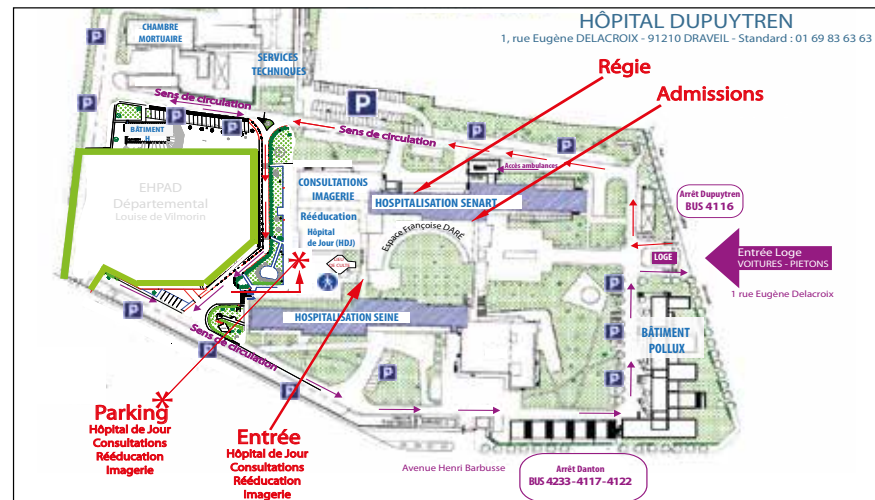 HÔPITAL DUPUYTREN
1, rue Eugène DELACROIX - 91210 DRAVEIL - Standard : 01 69 83 63 63
CHAMBRE
MORTUAIRE
SERVICES
TECHNIQUES
Régie
Admissions
P
P
P
P
P
P
P
P
Sens de circulation
Sens de circulation
BÂTIMENT
H
Accès ambulances
EHPAD
Départemental
Louise de Vilmorin
CONSULTATIONS
IMAGERIE
Rééducation
Hôpital
de Jour (HDJ)
HOSPITALISATION SENART
Espace Françoise DARÉ
Arrêt Dupuytren
BUS 4116
LOGE
Entrée Loge
VOITURES - PIETONS
1 rue Eugène Delacroix
HOSPITALISATION SEINE
BÂTIMENT
POLLUX
P
P
P
P
P
P
P
Sens de circulation
Parking
Hôpital de Jour
Consultations
Rééducation
Imagerie
Entrée
Hôpital de Jour
Consultations
Rééducation
Imagerie
Avenue Henri Barbusse
Arrêt Danton
BUS 4233-4117-4122